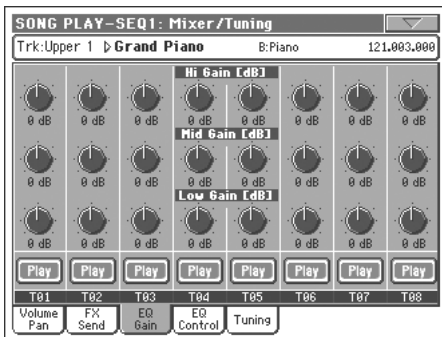 SONG PLAY-SEQ1: Mixer/Tuning
Trk:Upper 1 Grand Piano B:Piano 121.003.000
Hi Gain [dB]
0 dB 0 dB 0 dB 0 dB 0 dB 0 dB 0 dB 0 dB
Mid Gain [dB]
0 dB 0 dB 0 dB 0 dB 0 dB 0 dB 0 dB 0 dB
Low Gain [dB]
0 dB 0 dB 0 dB 0 dB 0 dB 0 dB 0 dB 0 dB
Play Play Play Play Play Play Play Play
T01 T02 T03 T04 T05 T06 T07 T08
Volume FX EQ EQ Tuning
Pan Send Gain Control